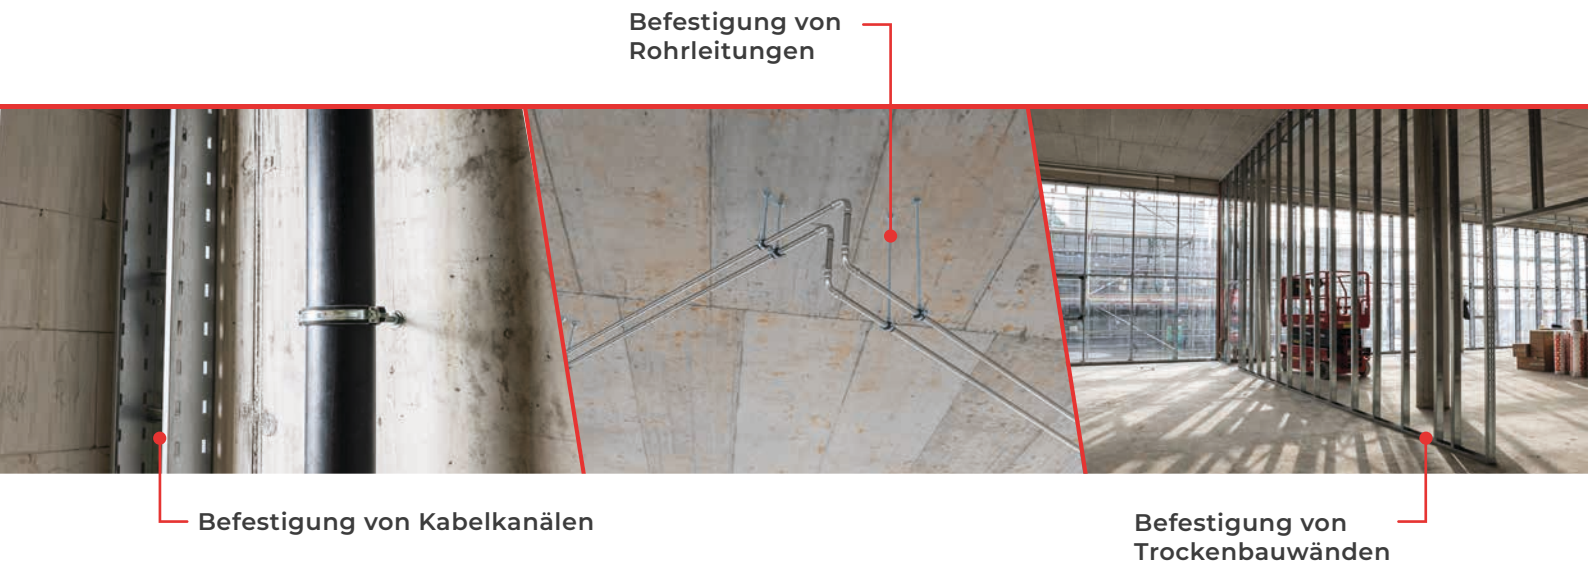 Befestigung von
Rohrleitungen
Befestigung von Kabelkanälen
Befestigung von
Trockenbauwänden